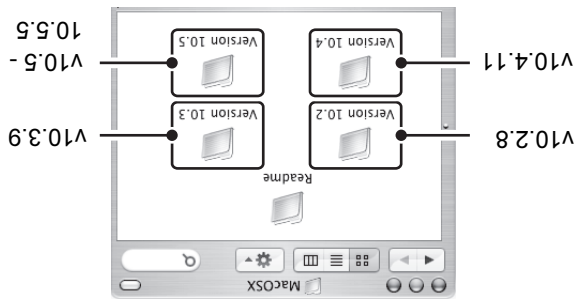 MacOSX
Readme
v10.2.8
Version 10.2
Version 10.3
v10.3.9
v10.4.11
Version 10.4
Version 10.5
v10.5 -
10.5.5